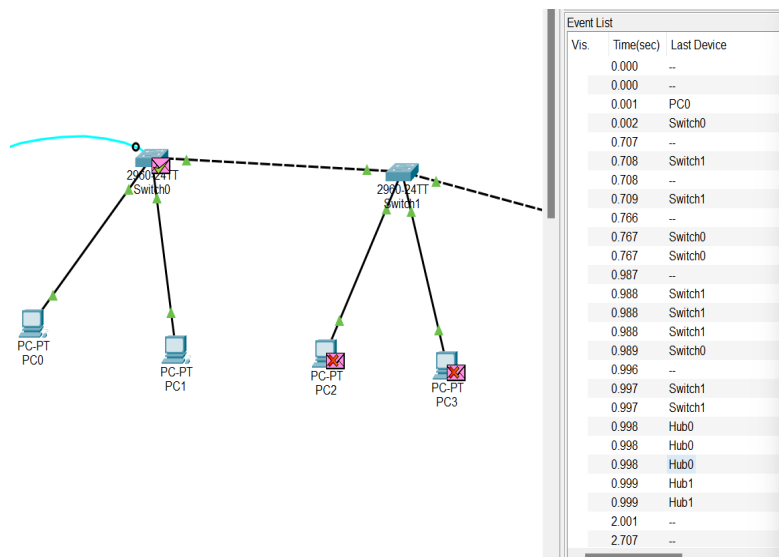 Event List
Vis. Time(sec) Last Device
0.000 --
0.000 --
0.001 PC0
0.002 Switch0
0.707 --
0.708 Switch1
0.708 --
0.709 Switch1
0.766 --
0.767 Switch0
0.767 Switch0
0.987 --
0.988 Switch1
0.988 Switch1
0.988 Switch1
0.989 Switch0
0.996 --
0.997 Switch1
0.997 Switch1
0.998 Hub0
0.998 Hub0
0.998 Hub0
0.999 Hub1
0.999 Hub1
2.001 --
2.707 --
2960-24TT
Switch0
2960-24TT
Switch1
PC-PT
PC0
PC-PT
PC1
PC-PT
PC2
PC-PT
PC3